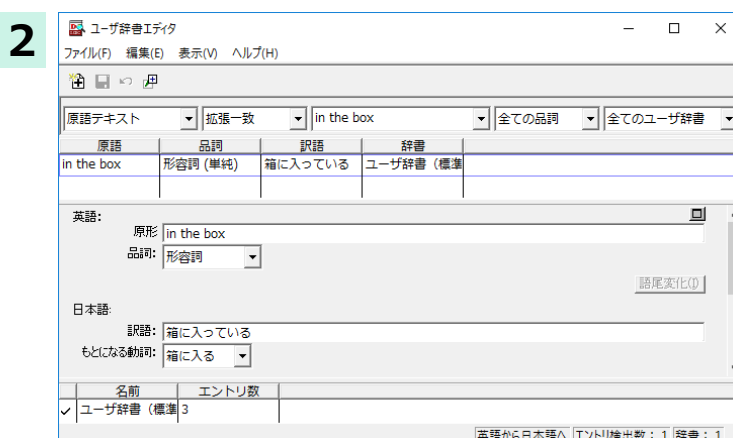 2
ユーザ辞書エディタ
ファイル(F) 編集(E) 表示(V) ヘルプ(H)
原語テキスト 拡張一致 in the box 全ての品詞 全てのユーザ辞書
原語 品詞 訳語 辞書
in the box 形容詞 (単純) 箱に入っている ユーザ辞書（標準
英語:
原形 in the box
品詞: 形容詞
語尾変化(I)
日本語:
訳語: 箱に入っている
もとになる動詞: 箱に入る
名前 エントリ数
ユーザ辞書（標準 3
英語から日本語へ エントリ検出数： 1 辞書： 1